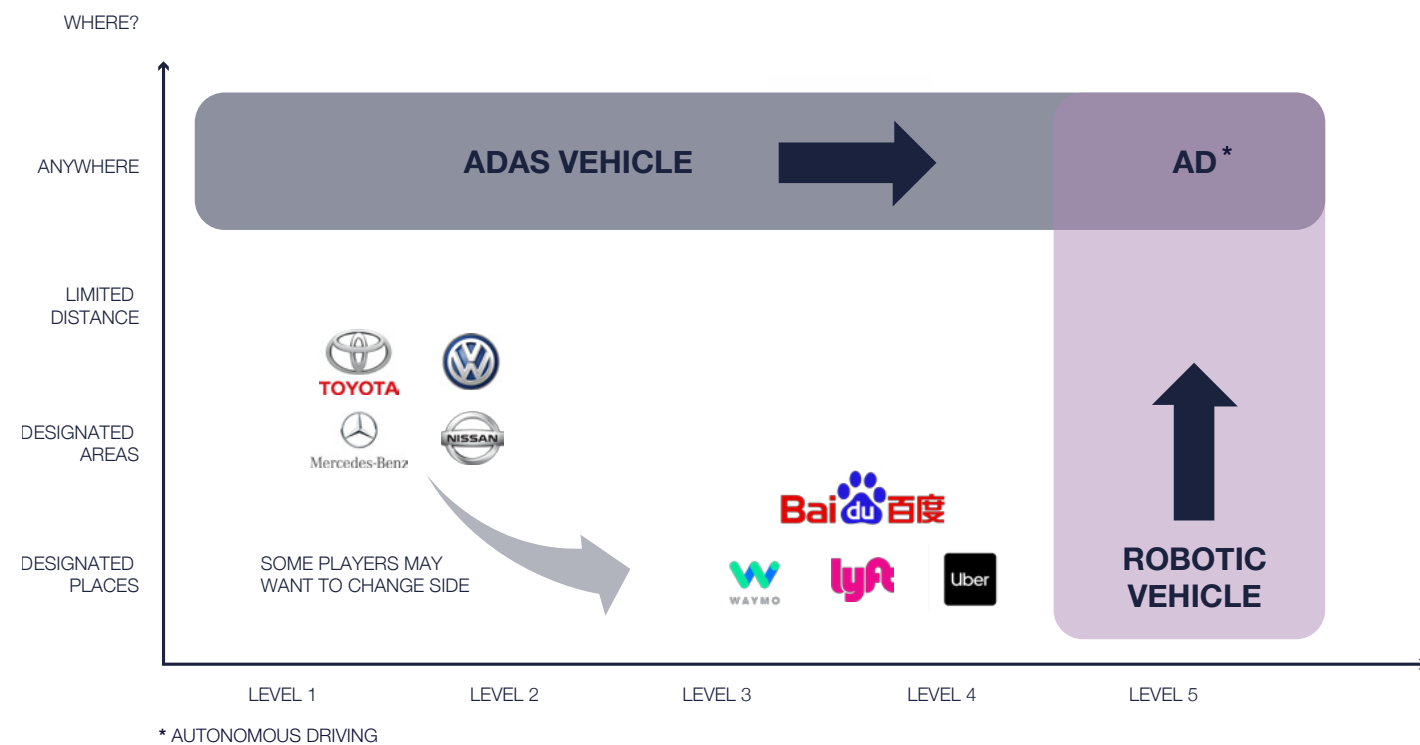 WHERE?
ANYWHERE
ADAS VEHICLE
AD*
LIMITED
DISTANCE
TOYOTA
DESIGNATED
AREAS
Mercedes-Benz
NISSAN
Bai du 百度
DESIGNATED
PLACES
SOME PLAYERS MAY
WANT TO CHANGE SIDE
WAYMO
lyft
Uber
ROBOTIC
VEHICLE
LEVEL 1
LEVEL 2
LEVEL 3
LEVEL 4
LEVEL 5
* AUTONOMOUS DRIVING